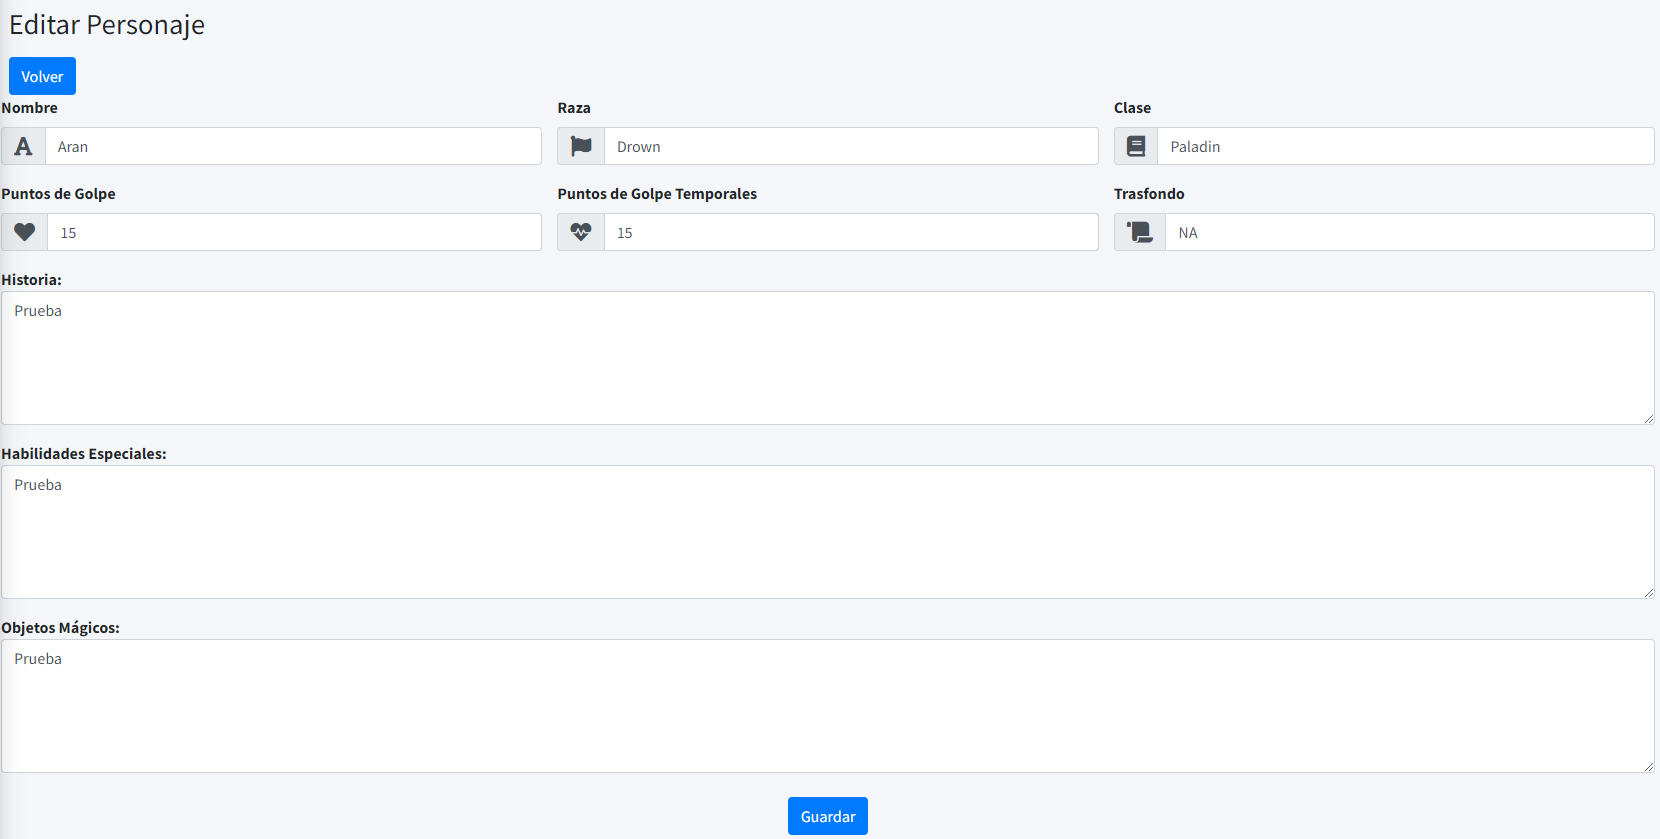 Editar Personaje
Volver
Nombre Raza Clase
Aran Drown Paladin
Puntos de Golpe Puntos de Golpe Temporales Trasfondo
15 15 NA
Historia:
Prueba
Habilidades Especiales:
Prueba
Objetos Mágicos:
Prueba
Guardar